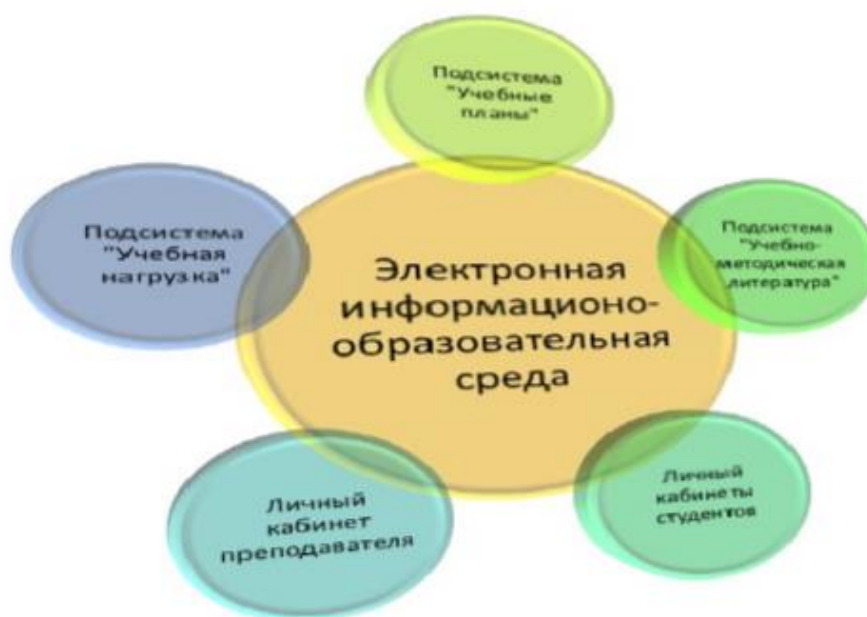 Подсистема
"Учебные
планы"
Подсистема
"Учебная
нагрузка"
Подсистема
"Учебно-
методическая
литература"
Электронная
информационо-
образовательная
среда
Личный
кабинет
преподавателя
Личный
кабинеты
студентов